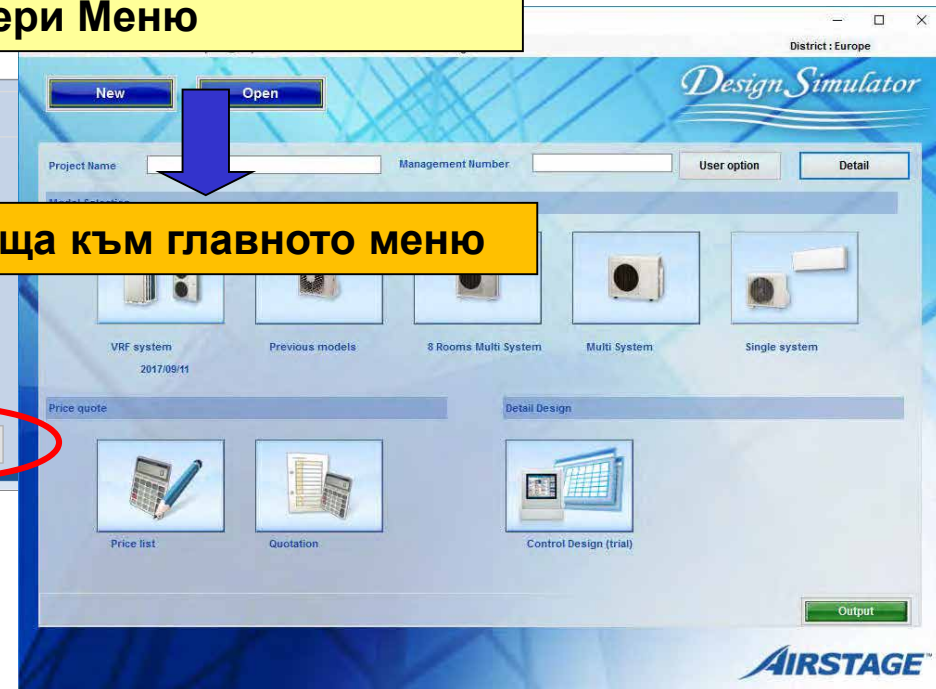 ери Меню
District : Europe
Design Simulator
New
Open
Project Name
Management Number
User option
Detail
ща към главното меню
VRF system
Previous models
8 Rooms Multi System
Multi System
Single system
2017/09/11
Price quote
Detail Design
Price list
Quotation
Control Design (trial)
Output
AIRSTAGE™